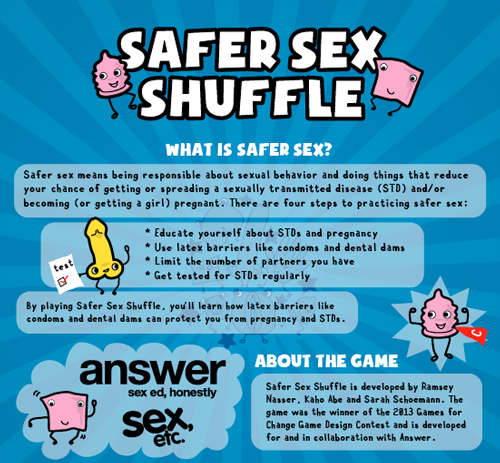 SAFER SEX
SHUFFLE
WHAT IS SAFER SEX?
Safer sex means being responsible about sexual behavior and doing things that reduce
your chance of getting or spreading a sexually transmitted disease (STD) and/or
becoming (or getting a girl) pregnant. There are four steps to practicing safer sex:
* Educate yourself about STDs and pregnancy
* Use latex barriers like condoms and dental dams
* Limit the number of partners you have
* Get tested for STDs regularly
test
By playing Safer Sex Shuffle, you'll learn how latex barriers like
condoms and dental dams can protect you from pregnancy and STDs.
C
answer
sex ed, honestly
sex,
etc.
ABOUT THE GAME
Safer Sex Shuffle is developed by Ramsey
Nasser, Kaho Abe and Sarah Schoemann. The
game was the winner of the 2013 Games for
Change Game Design Contest and is developed
for and in collaboration with Answer.